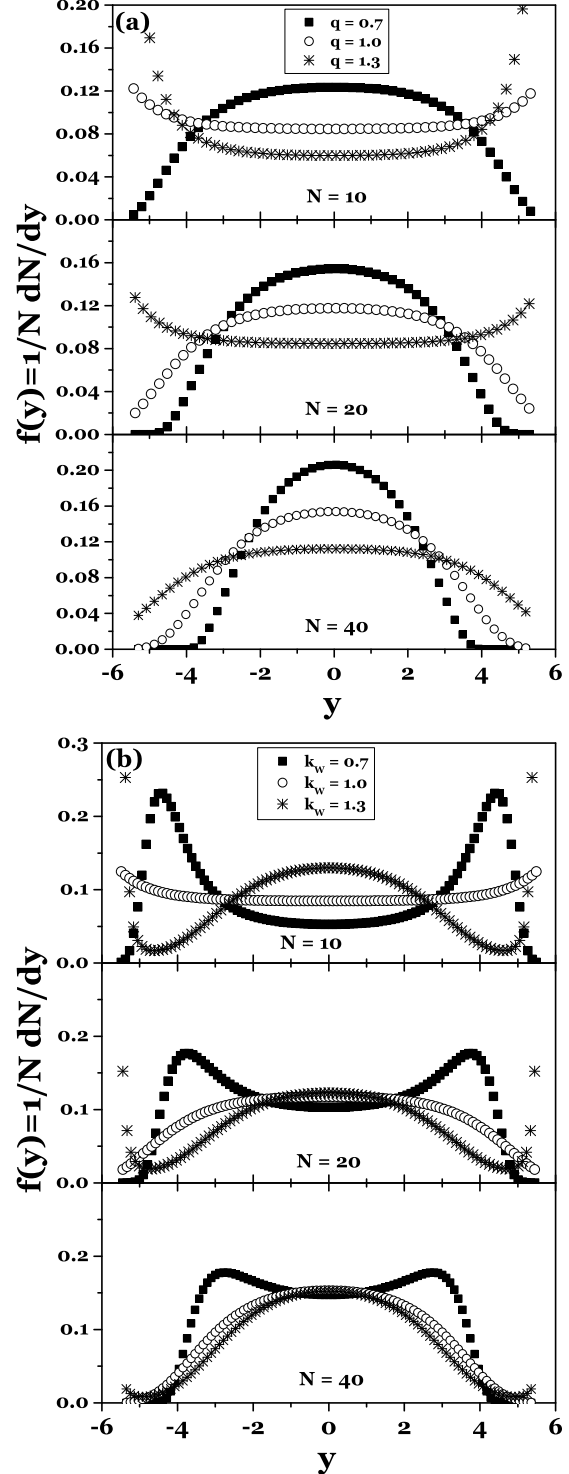 (a)
q = 0.7
q = 1.0
q = 1.3
0.20
0.16
0.12
0.08
0.04
0.00
N = 10
0.16
0.12
0.08
0.04
0.00
N = 20
0.20
0.16
0.12
0.08
0.04
0.00
N = 40
-6 -4 -2 0 2 4 6
y
f(y)=1/N dN/dy
(b)
k_w = 0.7
k_w = 1.0
k_w = 1.3
0.3
0.2
0.1
0.0
N = 10
0.2
0.1
0.0
N = 20
0.2
0.1
0.0
N = 40
-6 -4 -2 0 2 4 6
y
f(y)=1/N dN/dy